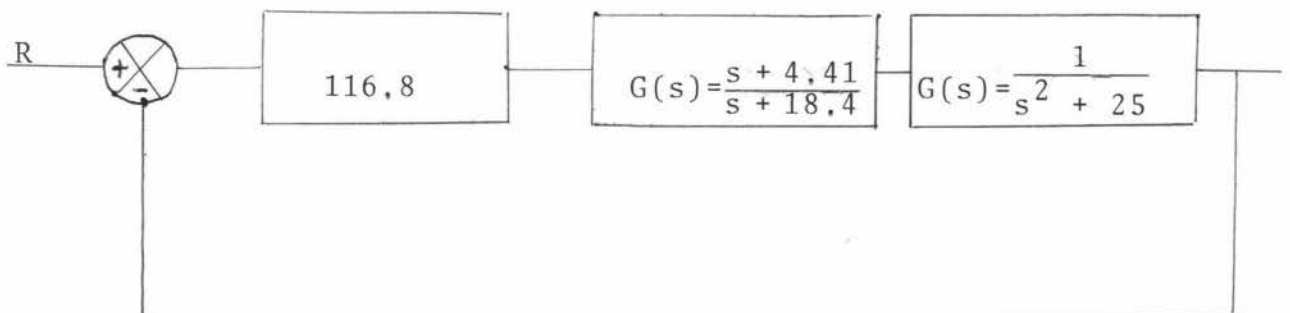 R
+
-
116.8
G(s)=s + 4.41
s + 18.4
G(s)=1
s² + 25